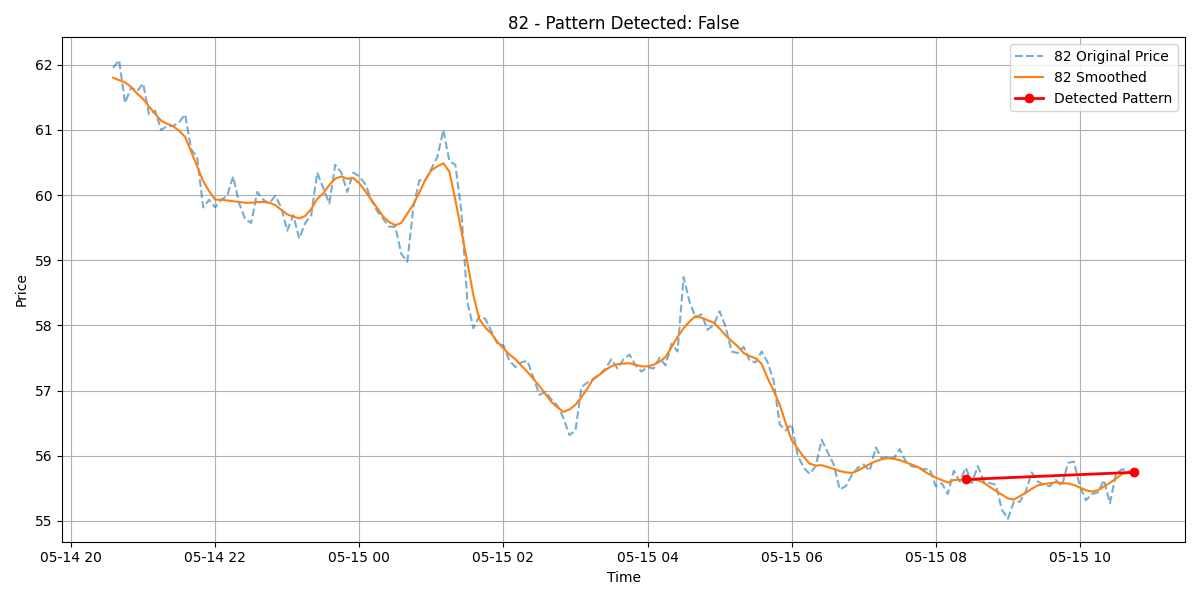 82 - Pattern Detected: False
82 Original Price
82 Smoothed
Detected Pattern
Price
62
61
60
59
58
57
56
55
05-14 20 05-14 22 05-15 00 05-15 02 05-15 04 05-15 06 05-15 08 05-15 10
Time